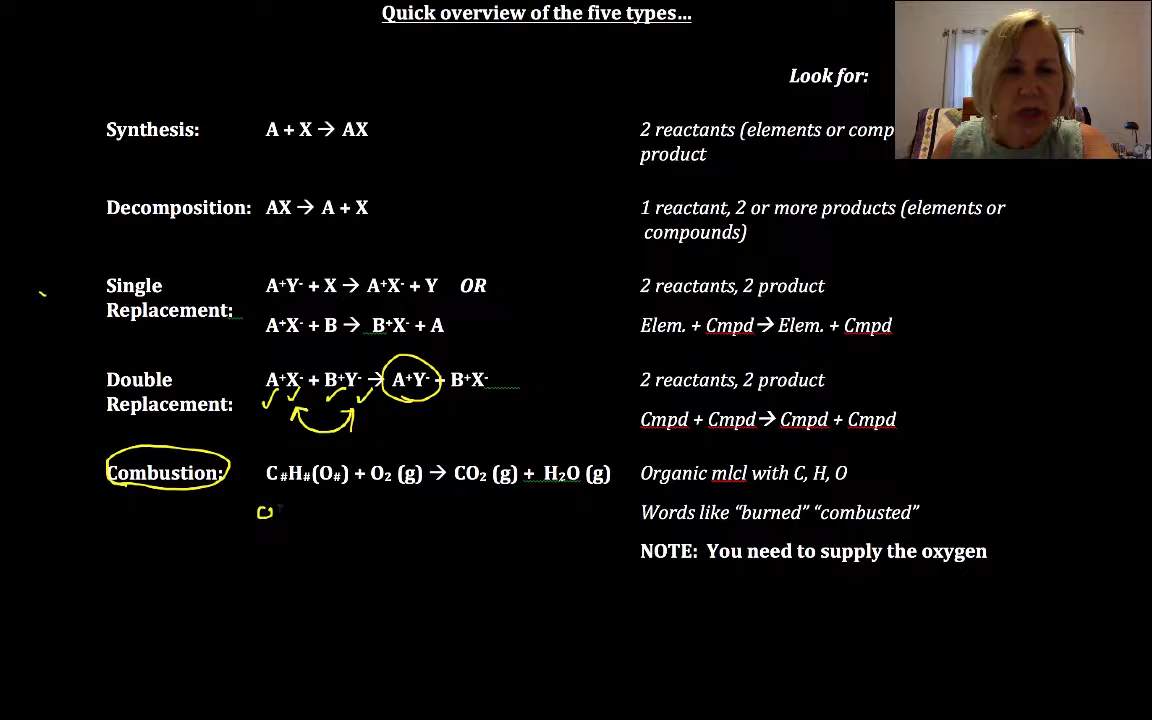 Quick overview of the five types...
Look for:
Synthesis: A + X → AX 2 reactants (elements or comp
product
Decomposition: AX → A + X 1 reactant, 2 or more products (elements or
compounds)
Single A⁺Y⁻ + X → A⁺X⁻ + Y OR 2 reactants, 2 product
Replacement:
A⁺X⁻ + B → B⁺X⁻ + A Elem. + Cmpd → Elem. + Cmpd
Double A⁺X⁻ + B⁺Y⁻ → A⁺Y⁻ + B⁺X⁻ 2 reactants, 2 product
Replacement:
Cmpd + Cmpd → Cmpd + Cmpd
Combustion: C#H#(O#) + O₂ (g) → CO₂ (g) + H₂O (g) Organic mlcl with C, H, O
Words like “burned” “combusted”
NOTE: You need to supply the oxygen